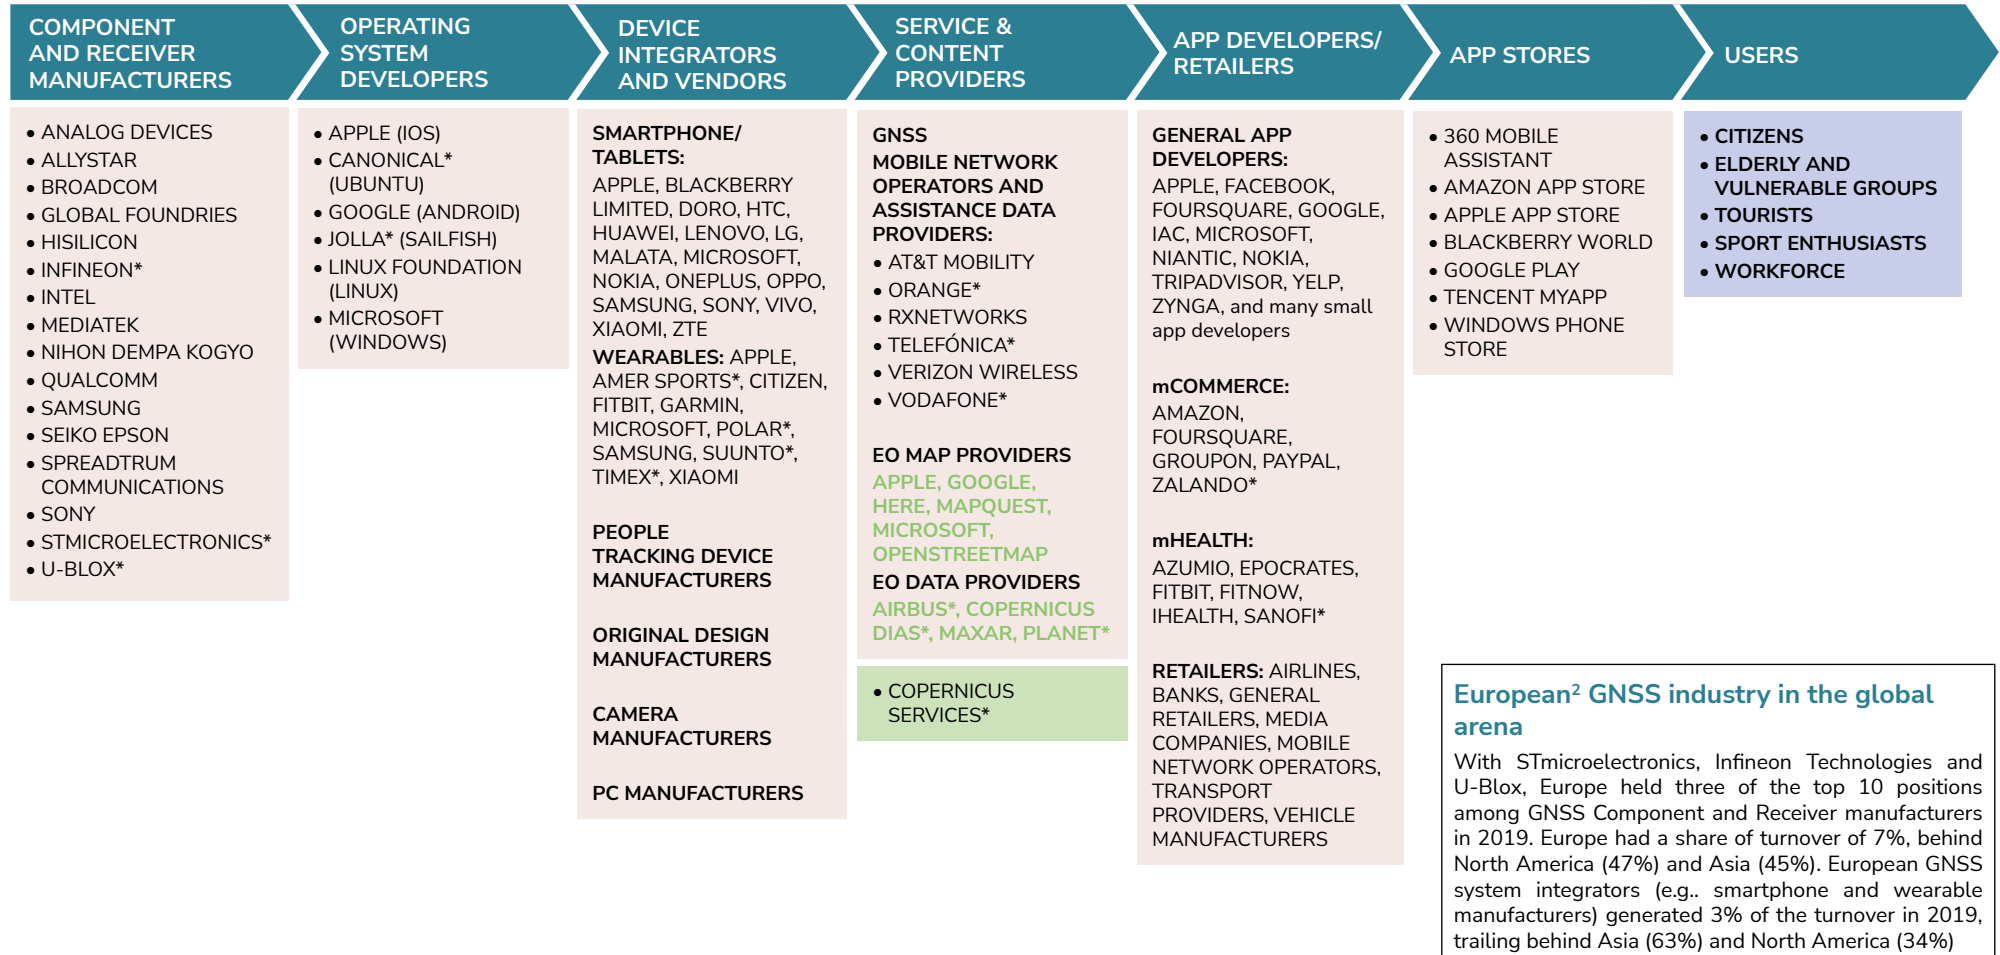 COMPONENT
AND RECEIVER
MANUFACTURERS
OPERATING
SYSTEM
DEVELOPERS
DEVICE
INTEGRATORS
AND VENDORS
SERVICE &
CONTENT
PROVIDERS
APP DEVELOPERS/
RETAILERS
APP STORES
USERS
• ANALOG DEVICES
• ALLYSTAR
• BROADCOM
• GLOBAL FOUNDRIES
• HISILICON
• INFINEON*
• INTEL
• MEDIATEK
• NIHON DEMPA KOGYO
• QUALCOMM
• SAMSUNG
• SEIKO EPSON
• SPREADTRUM
COMMUNICATIONS
• SONY
• STMICROELECTRONICS*
• U-BLOX*
• APPLE (IOS)
• CANONICAL*
(UBUNTU)
• GOOGLE (ANDROID)
• JOLLA* (SAILFISH)
• LINUX FOUNDATION
(LINUX)
• MICROSOFT
(WINDOWS)
SMARTPHONE/
TABLETS:
APPLE, BLACKBERRY
LIMITED, DORO, HTC,
HUAWEI, LENOVO, LG,
MALATA, MICROSOFT,
NOKIA, ONEPLUS, OPPO,
SAMSUNG, SONY, VIVO,
XIAOMI, ZTE
WEARABLES: APPLE,
AMER SPORTS*, CITIZEN,
FITBIT, GARMIN,
MICROSOFT, POLAR*,
SAMSUNG, SUUNTO*,
TIMEX*, XIAOMI
PEOPLE
TRACKING DEVICE
MANUFACTURERS
ORIGINAL DESIGN
MANUFACTURERS
CAMERA
MANUFACTURERS
PC MANUFACTURERS
GNSS
MOBILE NETWORK
OPERATORS AND
ASSISTANCE DATA
PROVIDERS:
• AT&T MOBILITY
• ORANGE*
• RXNETWORKS
• TELEFÓNICA*
• VERIZON WIRELESS
• VODAFONE*
EO MAP PROVIDERS
APPLE, GOOGLE,
HERE, MAPQUEST,
MICROSOFT,
OPENSTREETMAP
EO DATA PROVIDERS
AIRBUS*, COPERNICUS
DIAS*, MAXAR, PLANET*
• COPERNICUS
SERVICES*
GENERAL APP
DEVELOPERS:
APPLE, FACEBOOK,
FOURSQUARE, GOOGLE,
IAC, MICROSOFT,
NIANTIC, NOKIA,
TRIPADVISOR, YELP,
ZYNGA, and many small
app developers
mCOMMERCE:
AMAZON,
FOURSQUARE,
GROUPON, PAYPAL,
ZALANDO*
mHEALTH:
AZUMIO, EPOCRATES,
FITBIT, FITNOW,
IHEALTH, SANOFI*
RETAILERS: AIRLINES,
BANKS, GENERAL
RETAILERS, MEDIA
COMPANIES, MOBILE
NETWORK OPERATORS,
TRANSPORT
PROVIDERS, VEHICLE
MANUFACTURERS
• 360 MOBILE
ASSISTANT
• AMAZON APP STORE
• APPLE APP STORE
• BLACKBERRY WORLD
• GOOGLE PLAY
• TENCENT MYAPP
• WINDOWS PHONE
STORE
• CITIZENS
• ELDERLY AND
VULNERABLE GROUPS
• TOURISTS
• SPORT ENTHUSIASTS
• WORKFORCE
European² GNSS industry in the global
arena
With STmicroelectronics, Infineon Technologies and
U-Blox, Europe held three of the top 10 positions
among GNSS Component and Receiver manufacturers
in 2019. Europe had a share of turnover of 7%, behind
North America (47%) and Asia (45%). European GNSS
system integrators (e.g.. smartphone and wearable
manufacturers) generated 3% of the turnover in 2019,
trailing behind Asia (63%) and North America (34%)